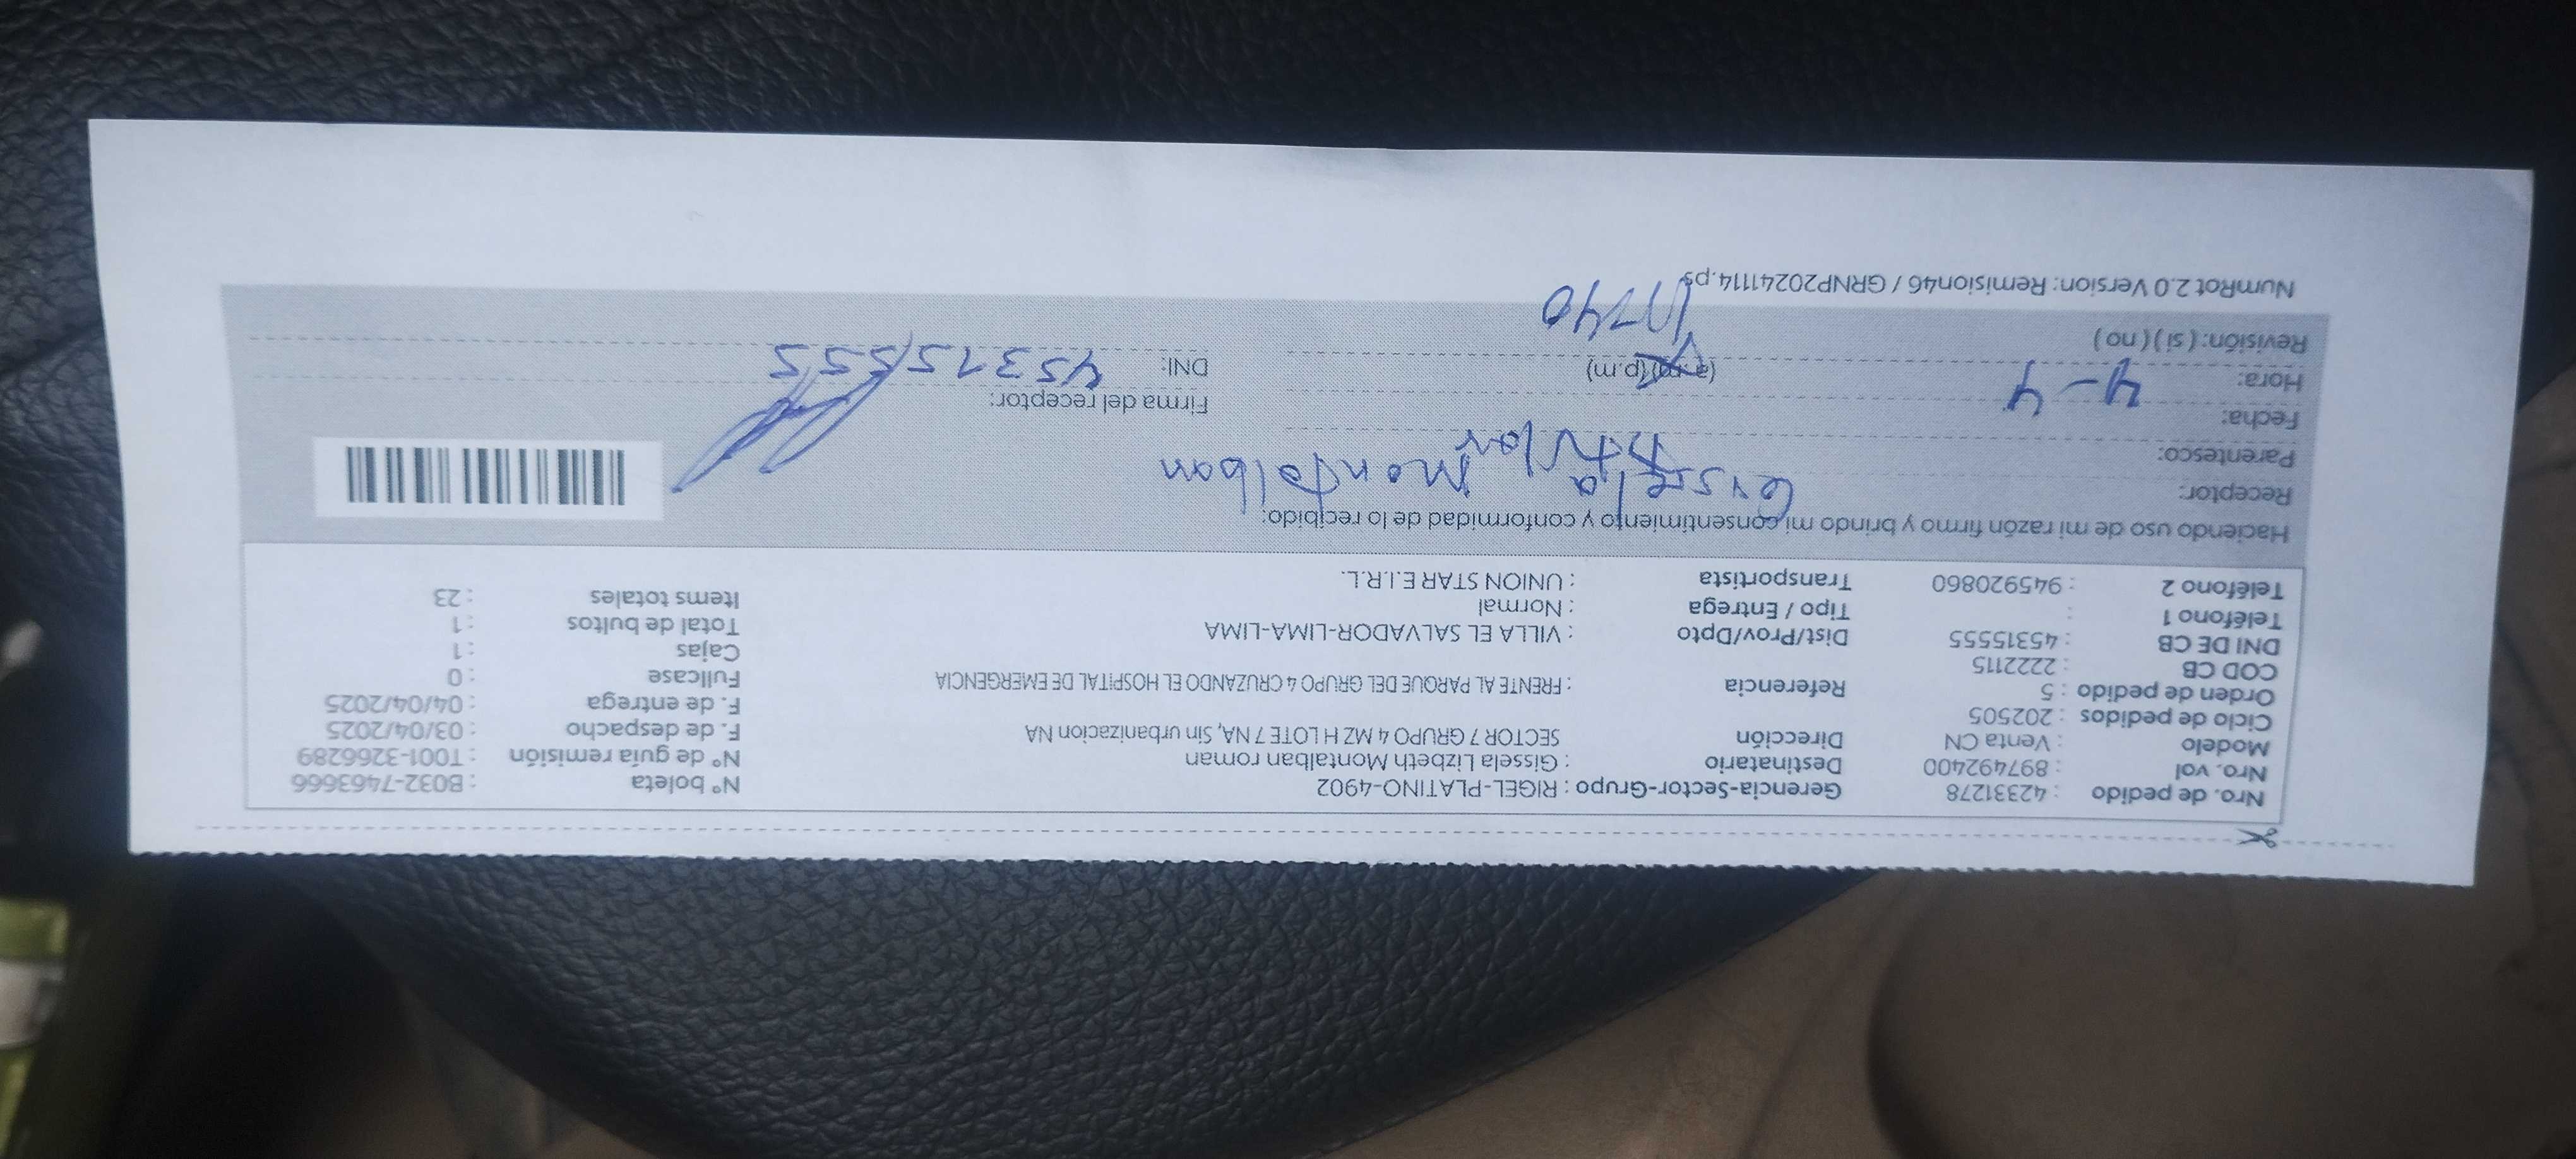 Nro. de pedido : 42331278 Gerencia-Sector-Grupo : RIGEL-PLATINO-4902 N° boleta : B032-7463666
Nro. vol : 897492400 Destinatario : Gissela Lizbeth Montalban roman N° de guía remisión : T001-3266289
Modelo : Venta CN Dirección SECTOR 7 GRUPO 4 MZ H LOTE 7 NA, Sin urbanizacion NA F. de despacho : 03/04/2025
Ciclo de pedidos : 202505 F. de entrega : 04/04/2025
Orden de pedido : 5 Referencia : FRENTE AL PARQUE DEL GRUPO 4 CRUZANDO EL HOSPITAL DE EMERGENCIA Fullcase : 0
COD CB : 2222115 Cajas : 1
DNI DE CB : 45315555 Dist/Prov/Dpto : VILLA EL SALVADOR-LIMA-LIMA Total de bultos : 1
Teléfono 1 : Tipo / Entrega : Normal Items totales : 23
Teléfono 2 : 945920860 Transportista : UNION STAR E.I.R.L.
Haciendo uso de mi razón firmo y brindo mi consentimiento y conformidad de lo recibido:
Receptor: Montalban
Parentesco: titular
Fecha: 4-4 Firma del receptor:
Hora: (a.m) (p.m) DNI: 45315555
Revisión: ( si ) ( no )
NumRot 2.0 Version: Remision46 / GRNP20241114.ps